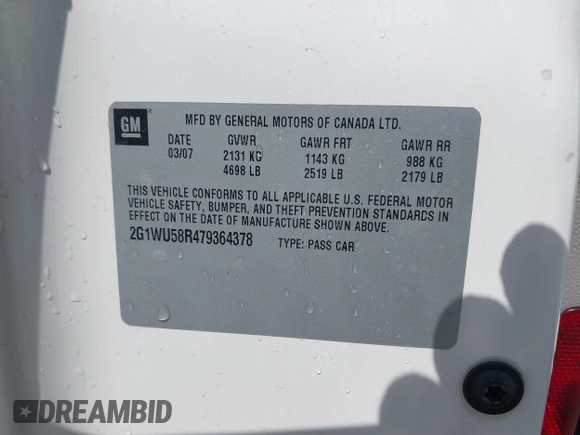 GM
MFD BY GENERAL MOTORS OF CANADA LTD.
DATE GVWR GAWR FRT GAWR RR
03/07 2131 KG 1143 KG 988 KG
4698 LB 2519 LB 2179 LB
THIS VEHICLE CONFORMS TO ALL APPLICABLE U.S. FEDERAL MOTOR
VEHICLE SAFETY, BUMPER, AND THEFT PREVENTION STANDARDS IN
EFFECT ON THE DATE OF MANUFACTURE SHOWN ABOVE.
2G1WU58R479364378 TYPE: PASS CAR
DREAMBID